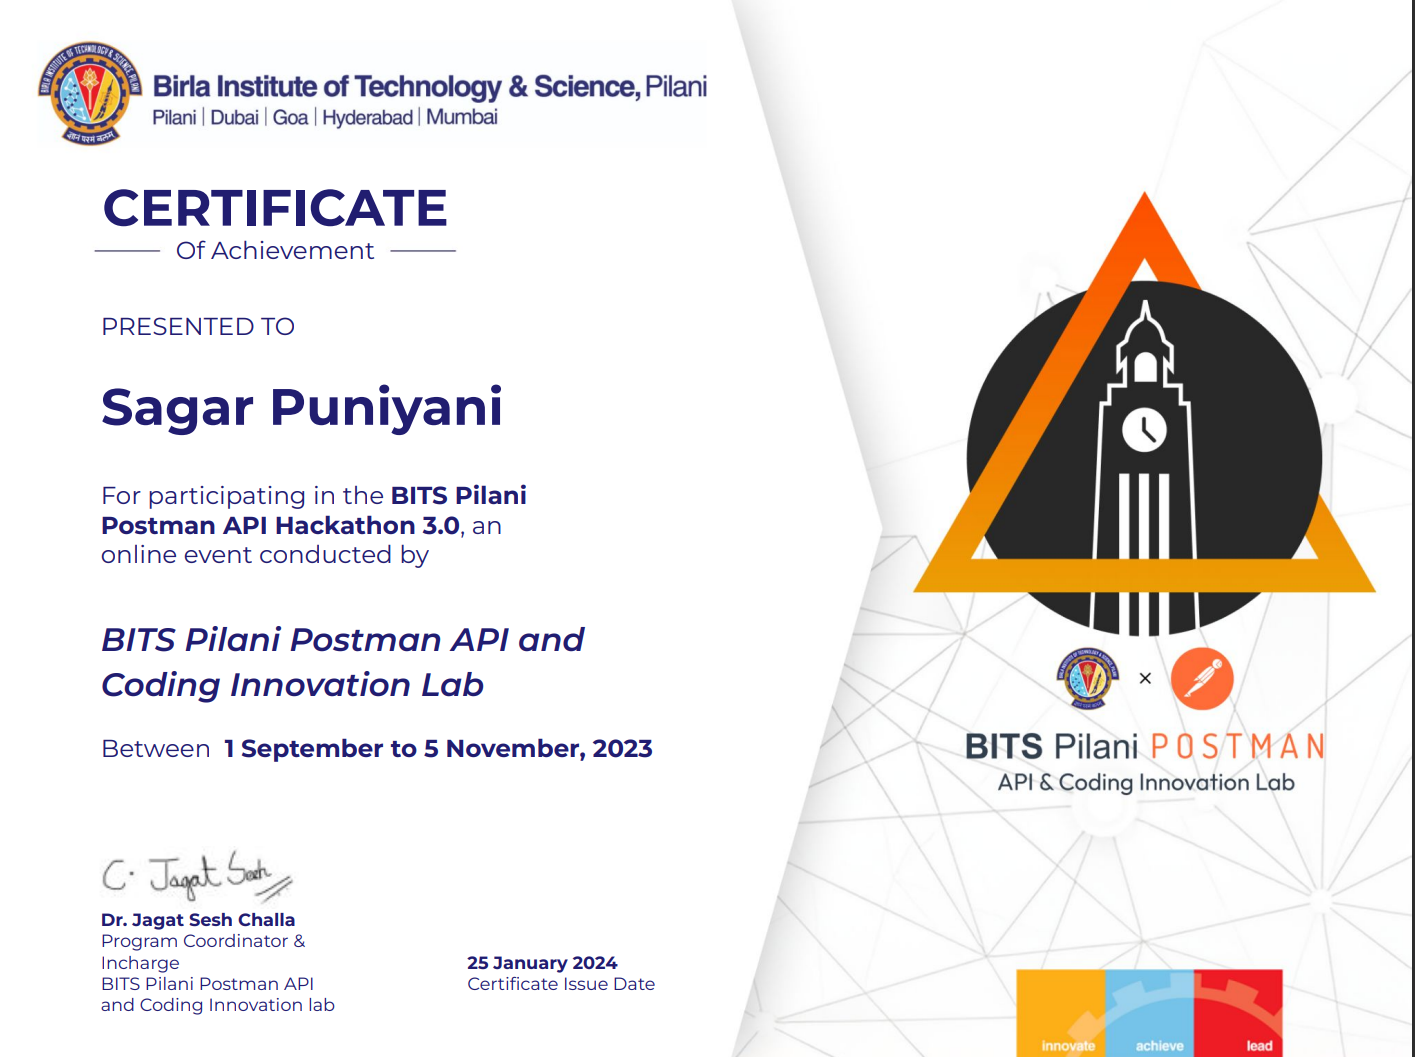 Birla Institute of Technology & Science, Pilani
Pilani | Dubai | Goa | Hyderabad | Mumbai
CERTIFICATE
Of Achievement
PRESENTED TO
Sagar Puniyani
For participating in the BITS Pilani
Postman API Hackathon 3.0, an
online event conducted by
BITS Pilani Postman API and
Coding Innovation Lab
Between 1 September to 5 November, 2023
C. Jagat Sesh
Dr. Jagat Sesh Challa
Program Coordinator &
Incharge
BITS Pilani Postman API
and Coding Innovation lab
25 January 2024
Certificate Issue Date
×
BITS Pilani POSTMAN
API & Coding Innovation Lab
innovate achieve lead